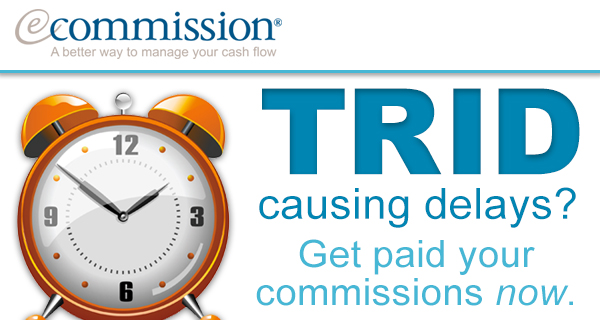 ecommission®
A better way to manage your cash flow
TRID
causing delays?
Get paid your
commissions now.
12
9
3
6